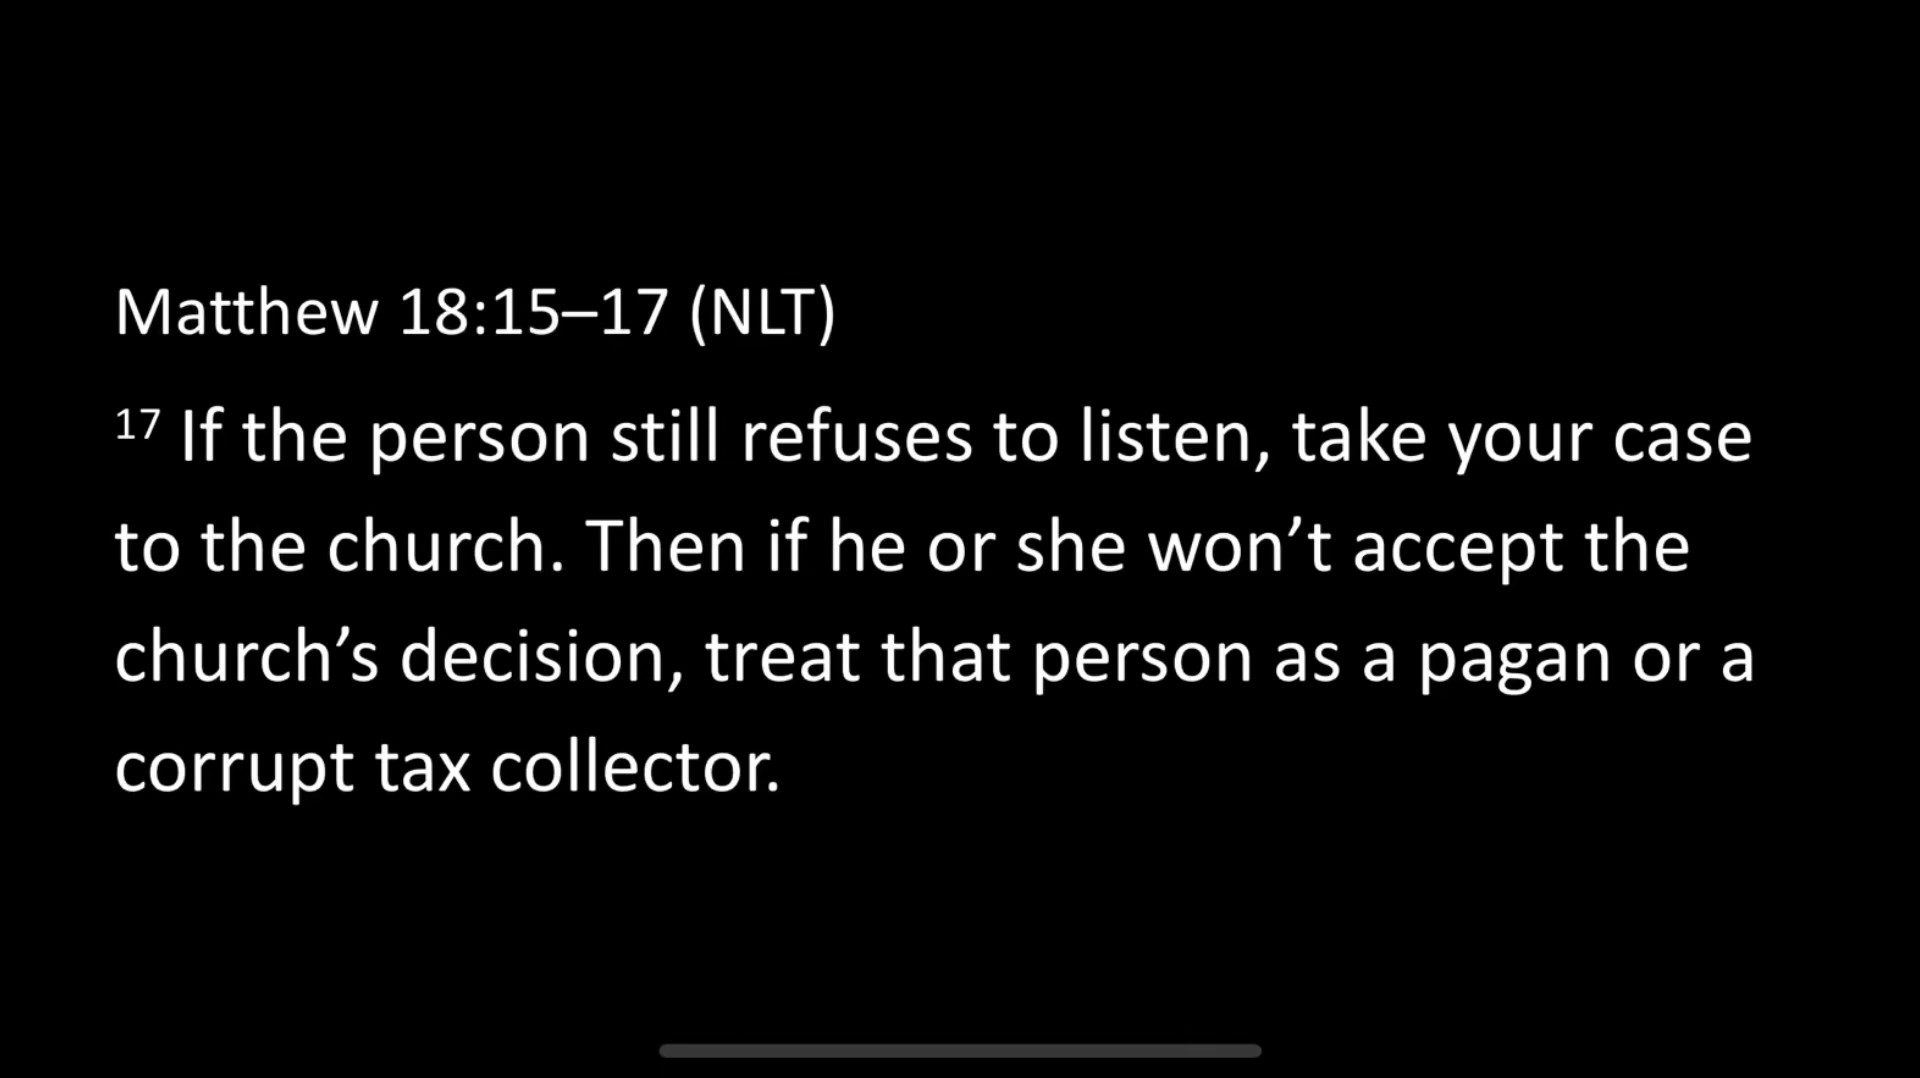 Matthew 18:15–17 (NLT)
17 If the person still refuses to listen, take your case
to the church. Then if he or she won’t accept the
church’s decision, treat that person as a pagan or a
corrupt tax collector.